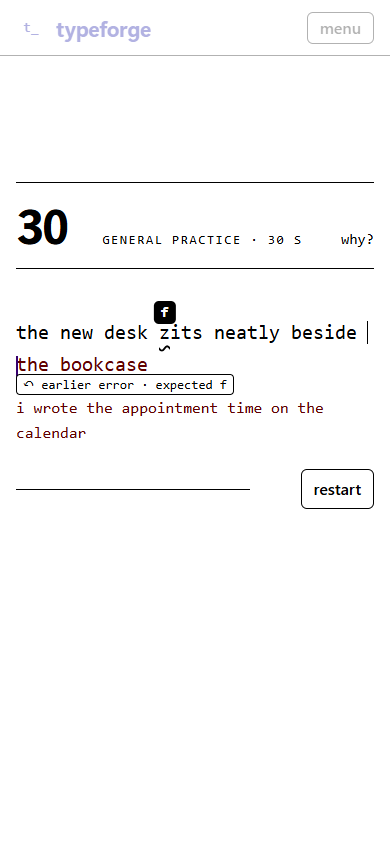 t_ typeforge menu
30 GENERAL PRACTICE · 30 S why?
f
the new desk zits neatly beside
the bookcase
↶ earlier error · expected f
i wrote the appointment time on the
calendar
restart